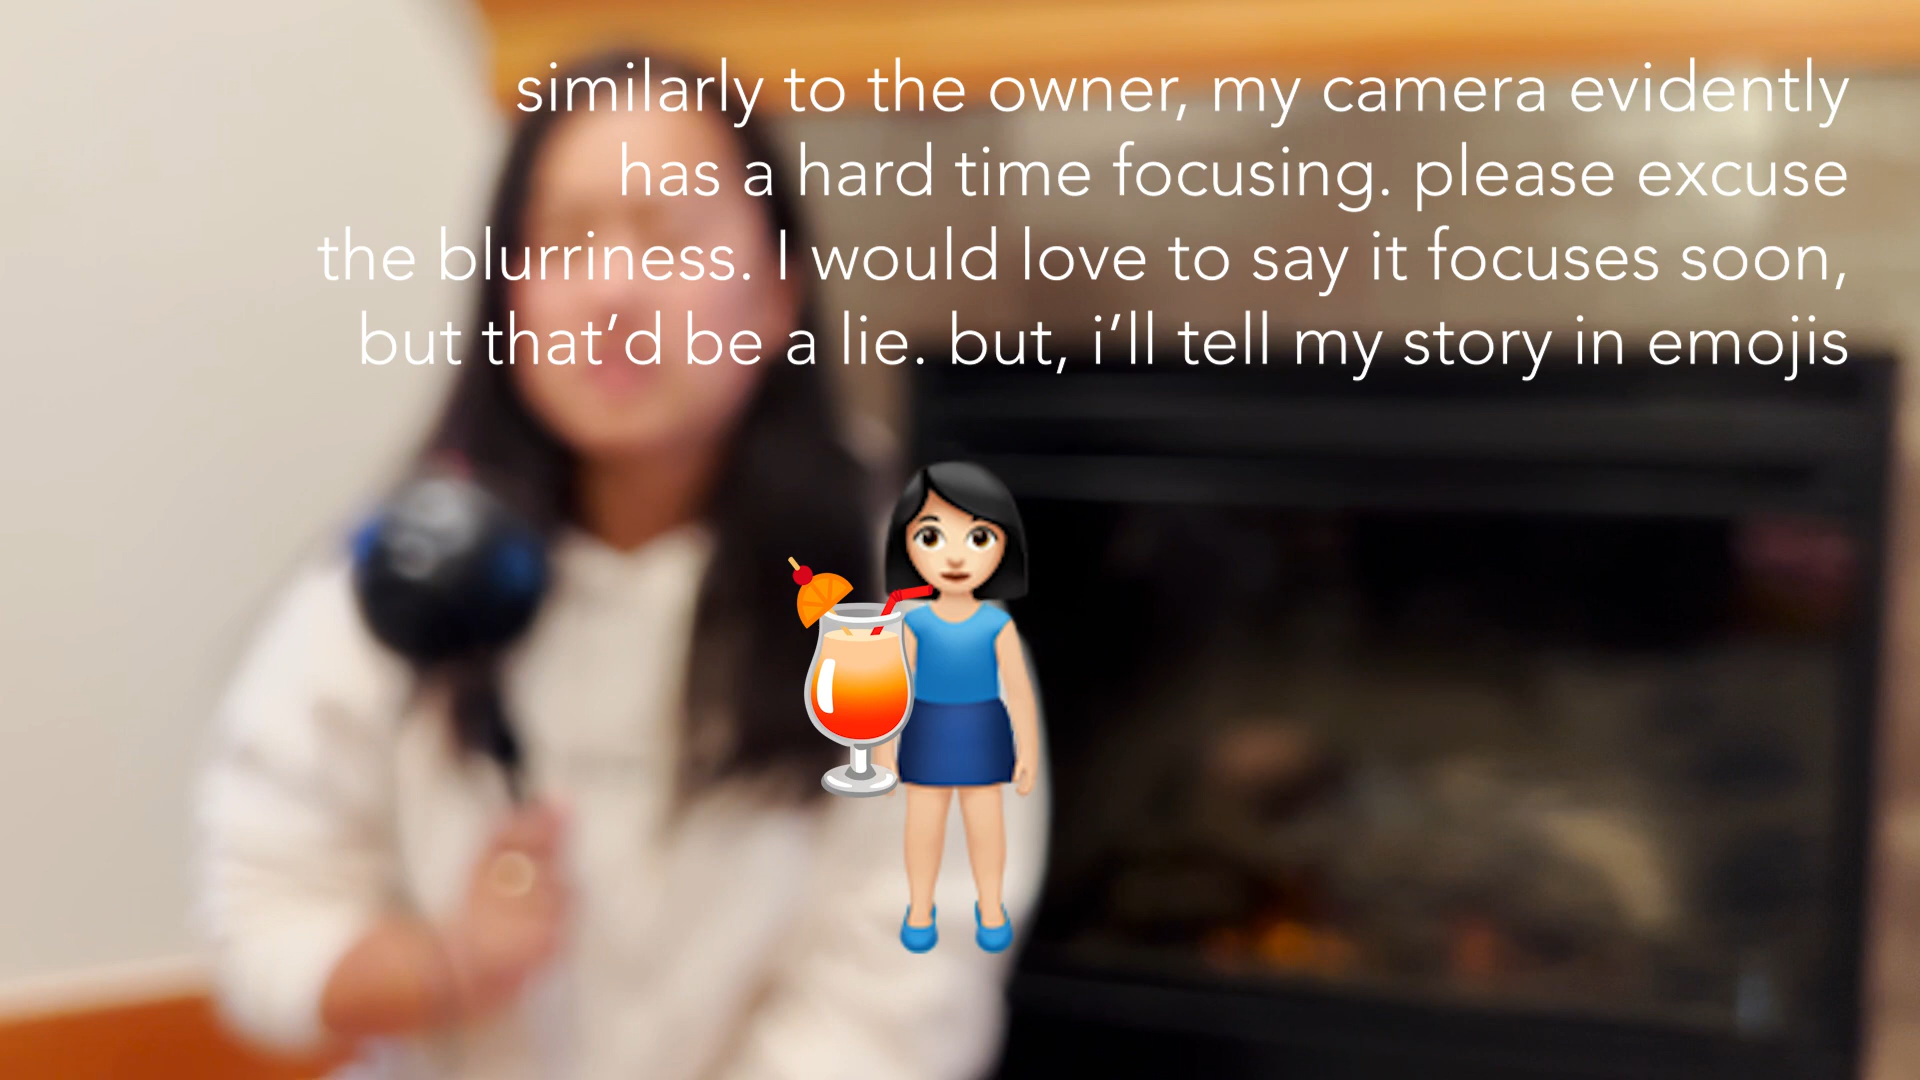 similarly to the owner, my camera evidently
has a hard time focusing. please excuse
the blurriness. I would love to say it focuses soon,
but that’d be a lie. but, i’ll tell my story in emojis